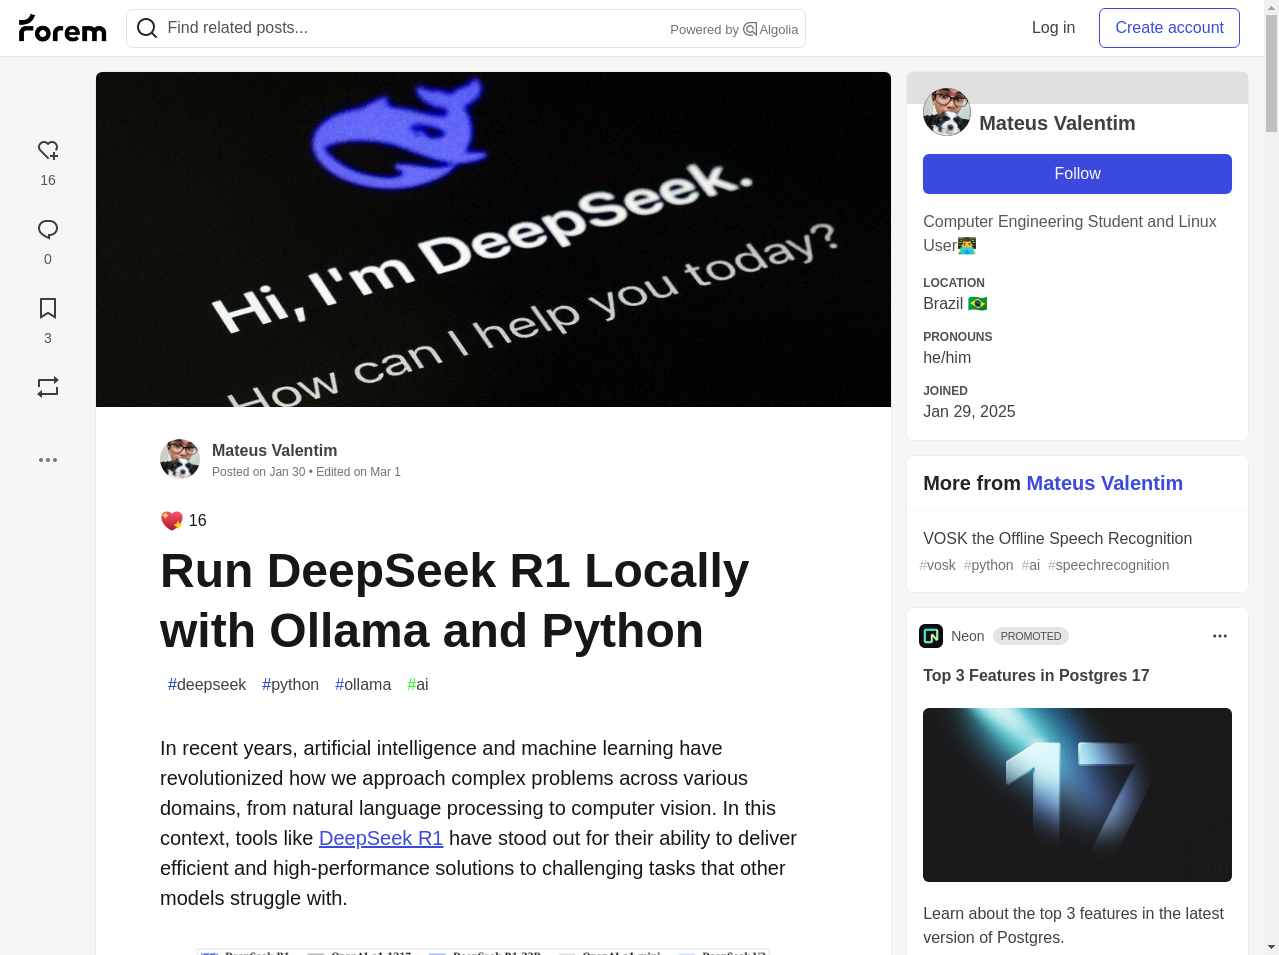 forem
Find related posts...
Powered by Algolia
Log in
Create account
Hi, I'm DeepSeek.
How can I help you today?
16
0
3
Mateus Valentim
Posted on Jan 30 • Edited on Mar 1
💖 16
Run DeepSeek R1 Locally
with Ollama and Python
#deepseek #python #ollama #ai
In recent years, artificial intelligence and machine learning have
revolutionized how we approach complex problems across various
domains, from natural language processing to computer vision. In this
context, tools like DeepSeek R1 have stood out for their ability to deliver
efficient and high-performance solutions to challenging tasks that other
models struggle with.
Mateus Valentim
Follow
Computer Engineering Student and Linux
User👨‍💻
LOCATION
Brazil 🇧🇷
PRONOUNS
he/him
JOINED
Jan 29, 2025
More from Mateus Valentim
VOSK the Offline Speech Recognition
#vosk #python #ai #speechrecognition
Neon PROMOTED
Top 3 Features in Postgres 17
17
Learn about the top 3 features in the latest
version of Postgres.